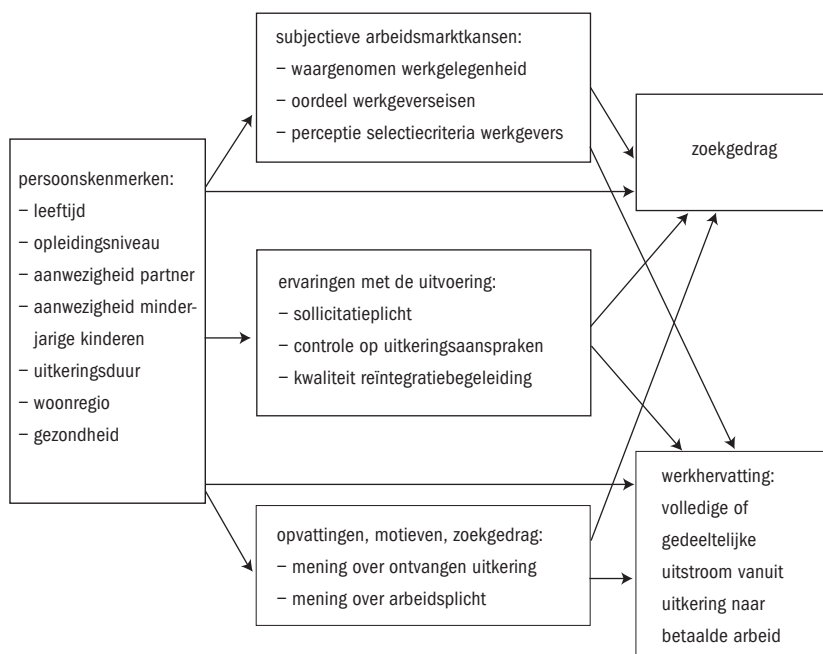 persoonskenmerken:
– leeftijd
– opleidingsniveau
– aanwezigheid partner
– aanwezigheid minder-
jarige kinderen
– uitkeringsduur
– woonregio
– gezondheid
subjectieve arbeidsmarktkansen:
– waargenomen werkgelegenheid
– oordeel werkgeverseisen
– perceptie selectiecriteria werkgevers
ervaringen met de uitvoering:
– sollicitatieplicht
– controle op uitkeringsaanspraken
– kwaliteit reïntegratiebegeleiding
opvattingen, motieven, zoekgedrag:
– mening over ontvangen uitkering
– mening over arbeidsplicht
zoekgedrag
werkhervatting:
volledige of
gedeeltelijke
uitstroom vanuit
uitkering naar
betaalde arbeid